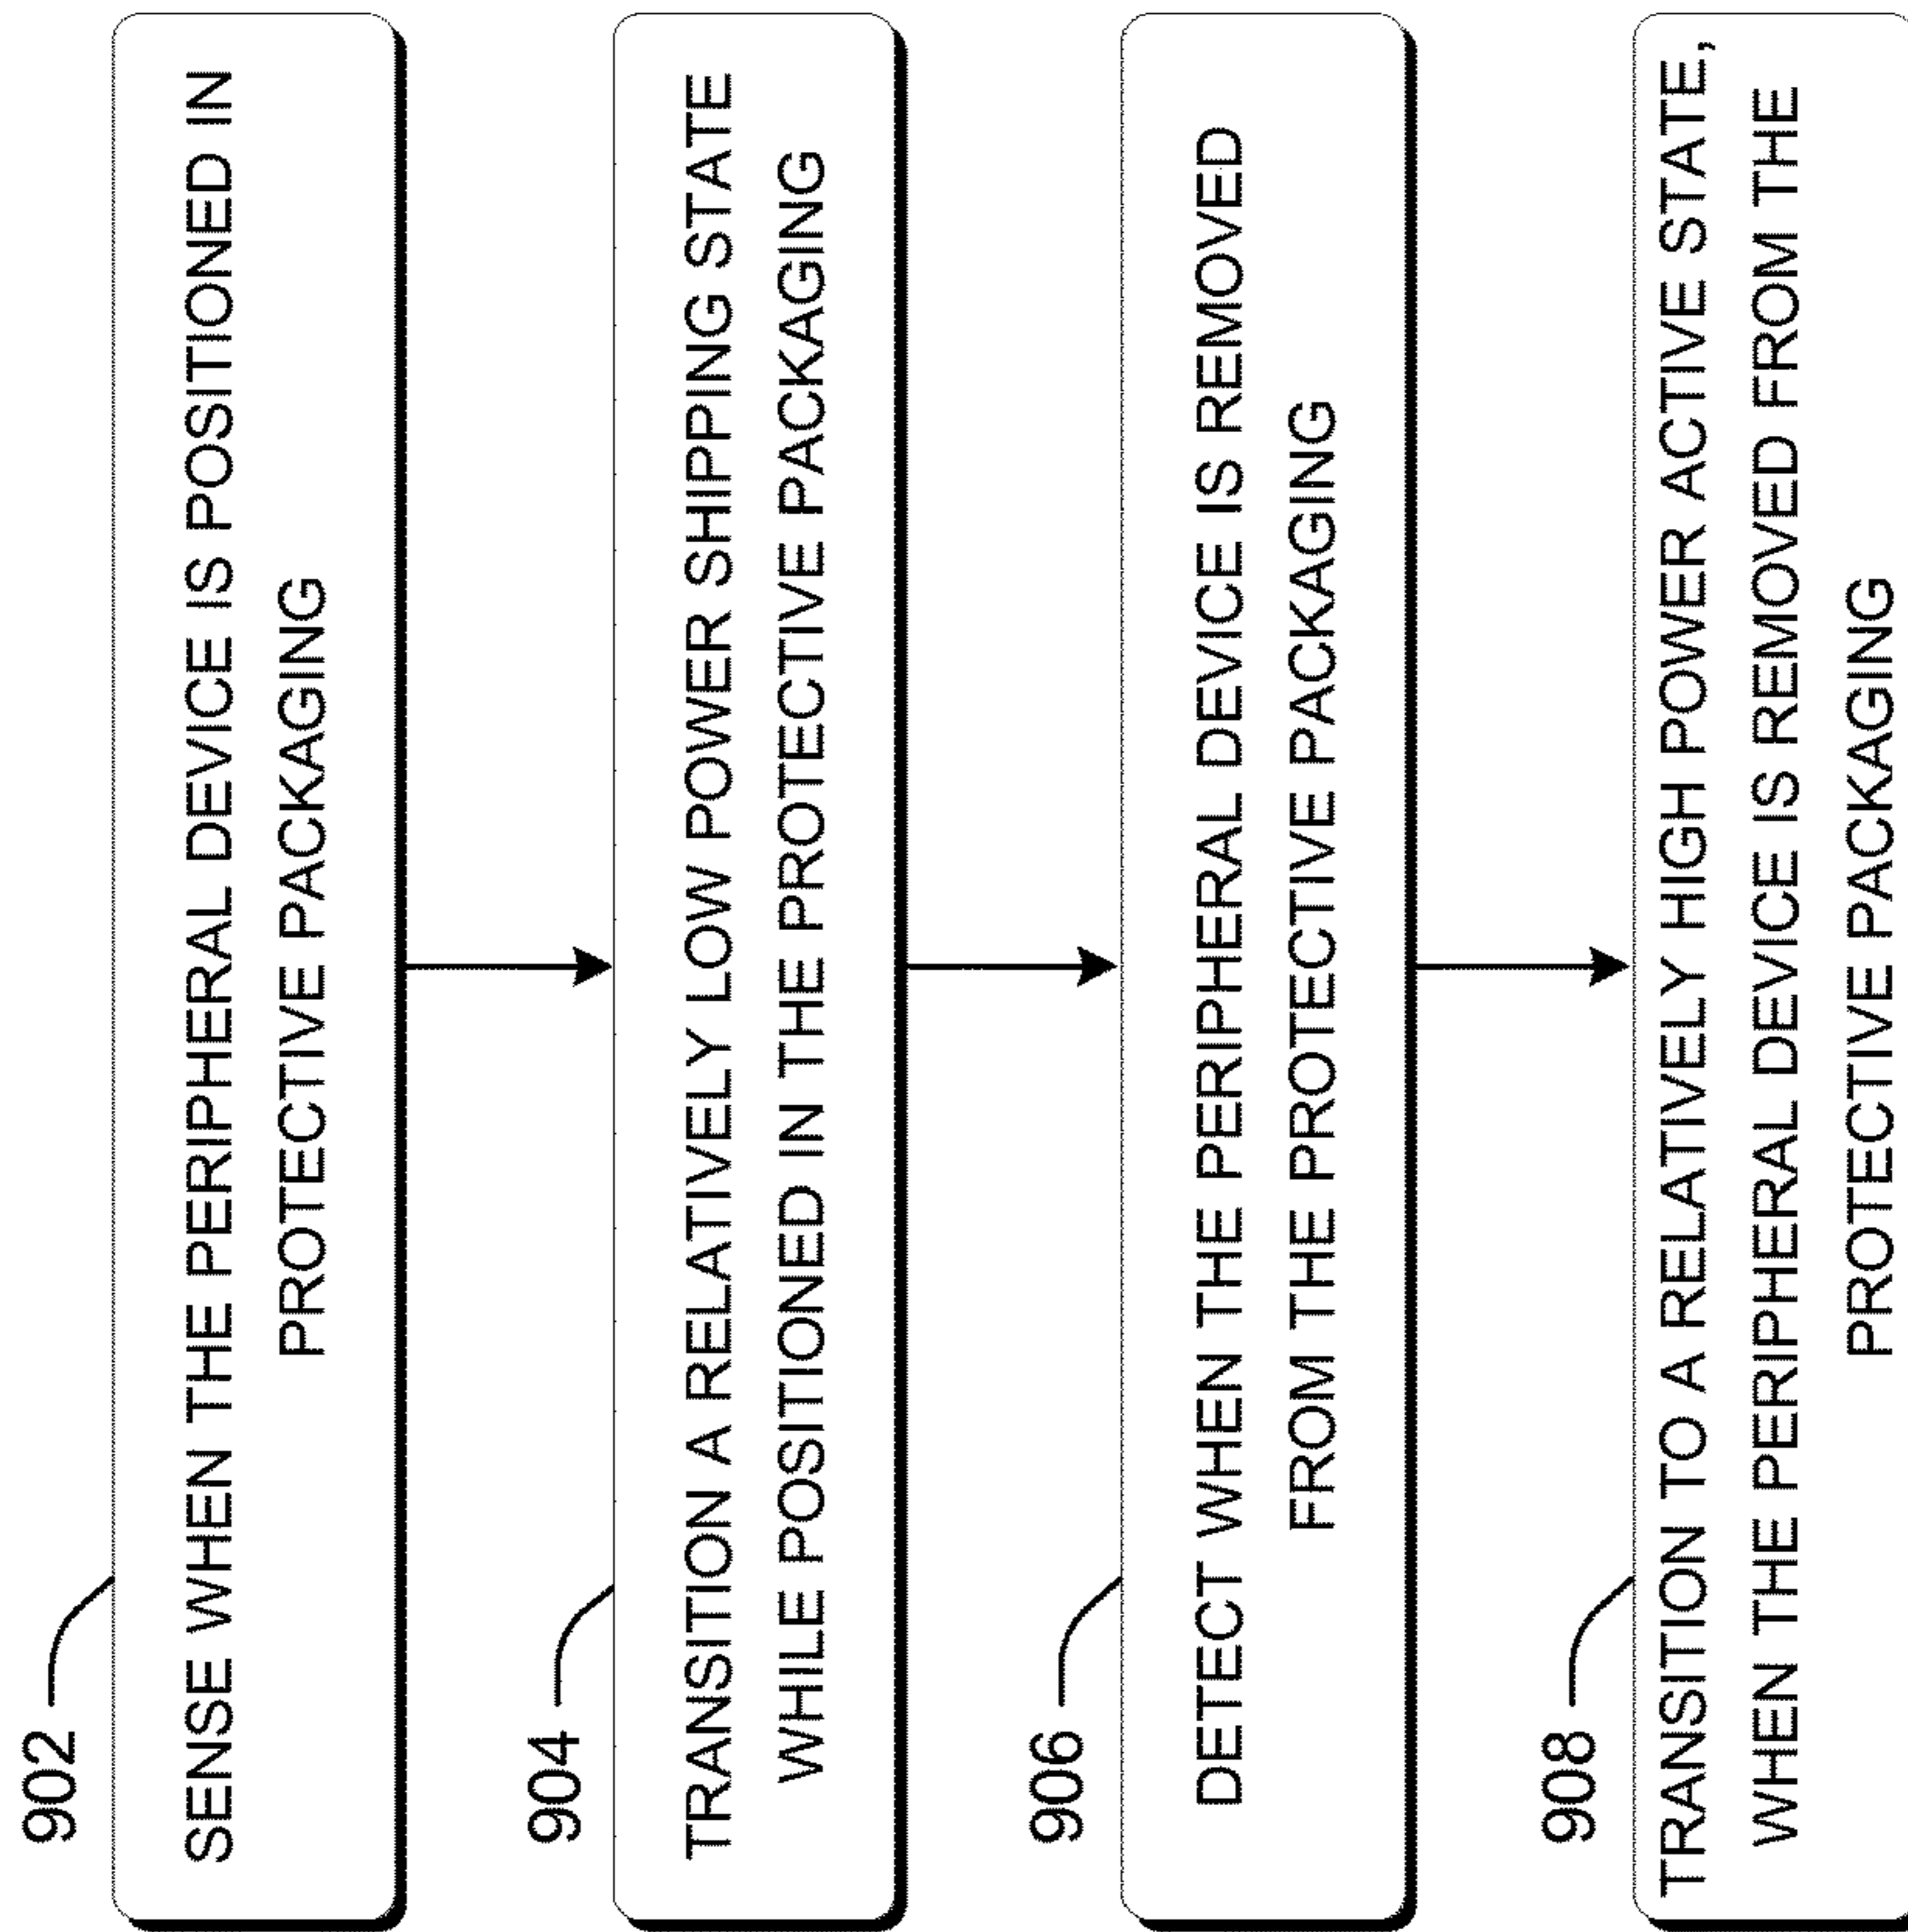 902
SENSE WHEN THE PERIPHERAL DEVICE IS POSITIONED IN
PROTECTIVE PACKAGING
904
TRANSITION A RELATIVELY LOW POWER SHIPPING STATE
WHILE POSITIONED IN THE PROTECTIVE PACKAGING
906
DETECT WHEN THE PERIPHERAL DEVICE IS REMOVED
FROM THE PROTECTIVE PACKAGING
908
TRANSITION TO A RELATIVELY HIGH POWER ACTIVE STATE,
WHEN THE PERIPHERAL DEVICE IS REMOVED FROM THE
PROTECTIVE PACKAGING